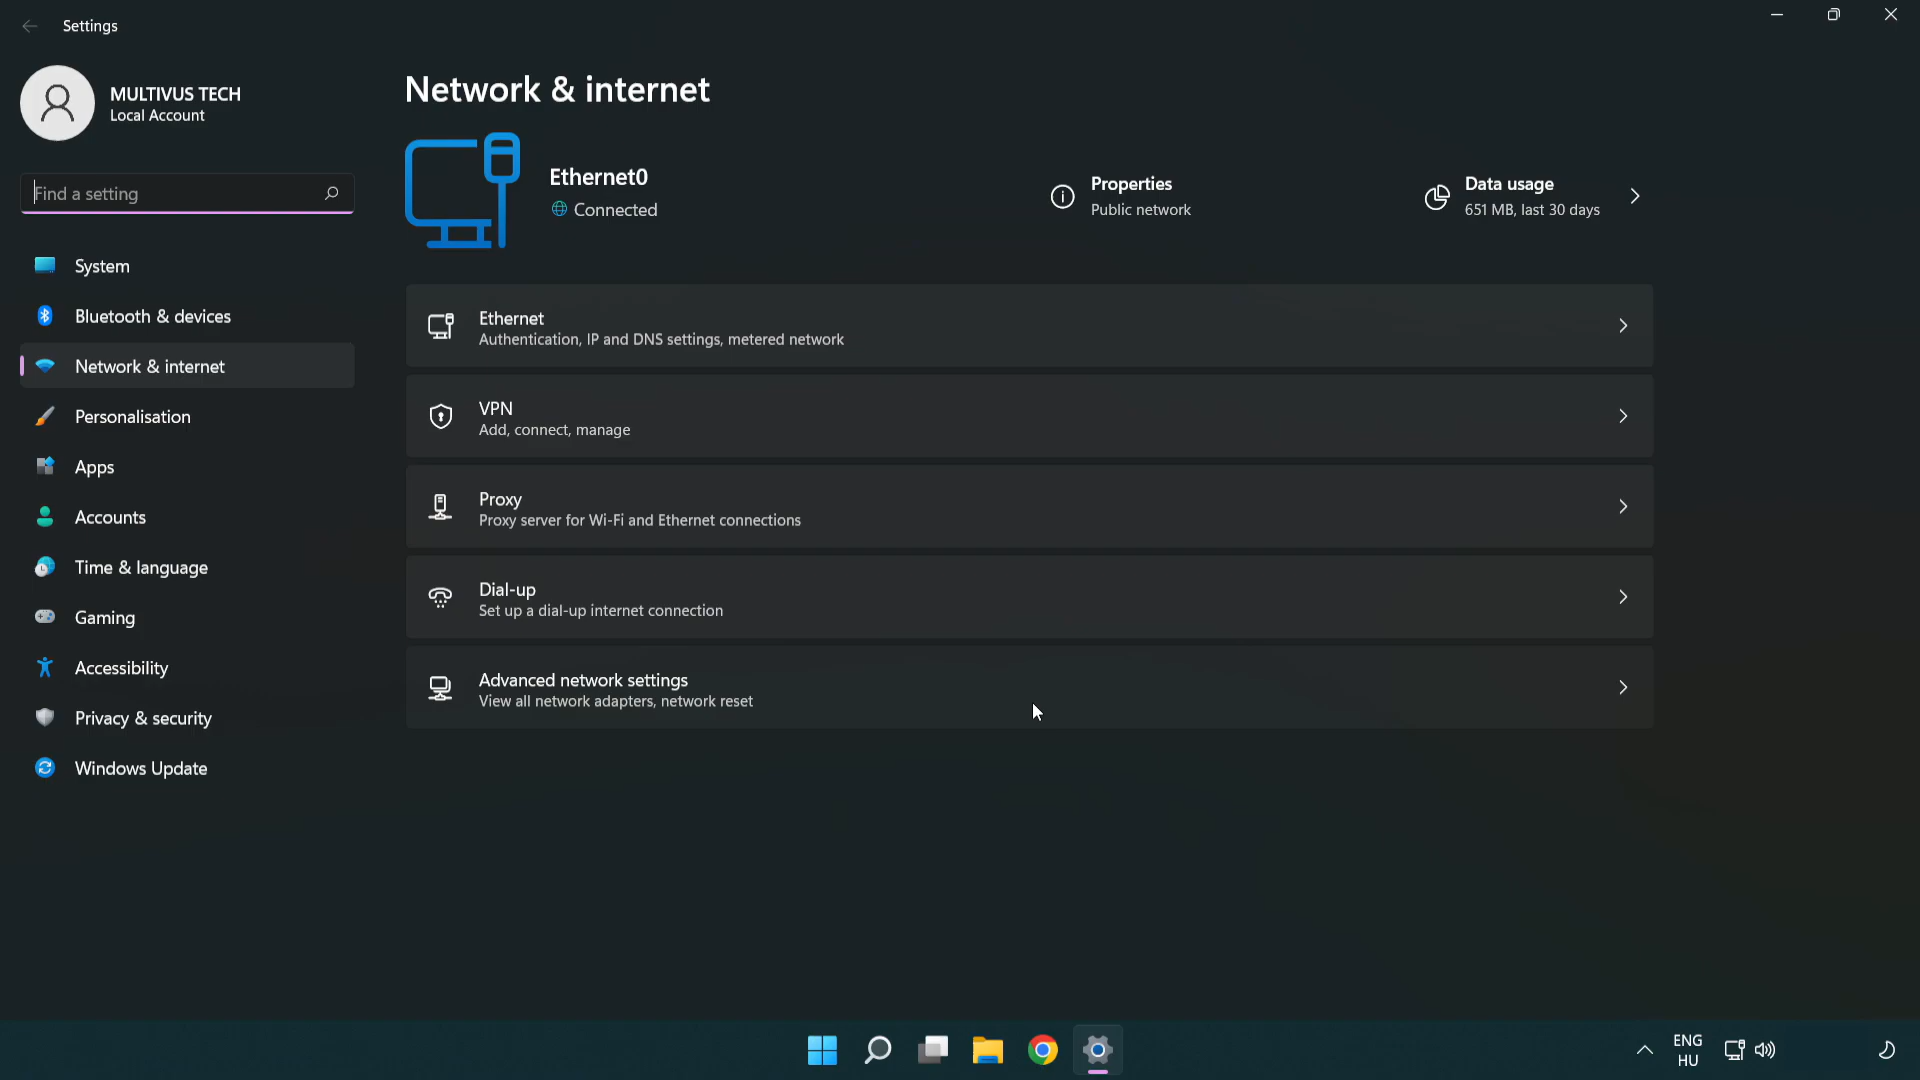 Settings
MULTIVUS TECH
Local Account
Find a setting
System
Bluetooth & devices
Network & internet
Personalisation
Apps
Accounts
Time & language
Gaming
Accessibility
Privacy & security
Windows Update
Network & internet
Ethernet0
Connected
Properties
Public network
Data usage
651 MB, last 30 days
Ethernet
Authentication, IP and DNS settings, metered network
VPN
Add, connect, manage
Proxy
Proxy server for Wi-Fi and Ethernet connections
Dial-up
Set up a dial-up internet connection
Advanced network settings
View all network adapters, network reset
ENG
HU